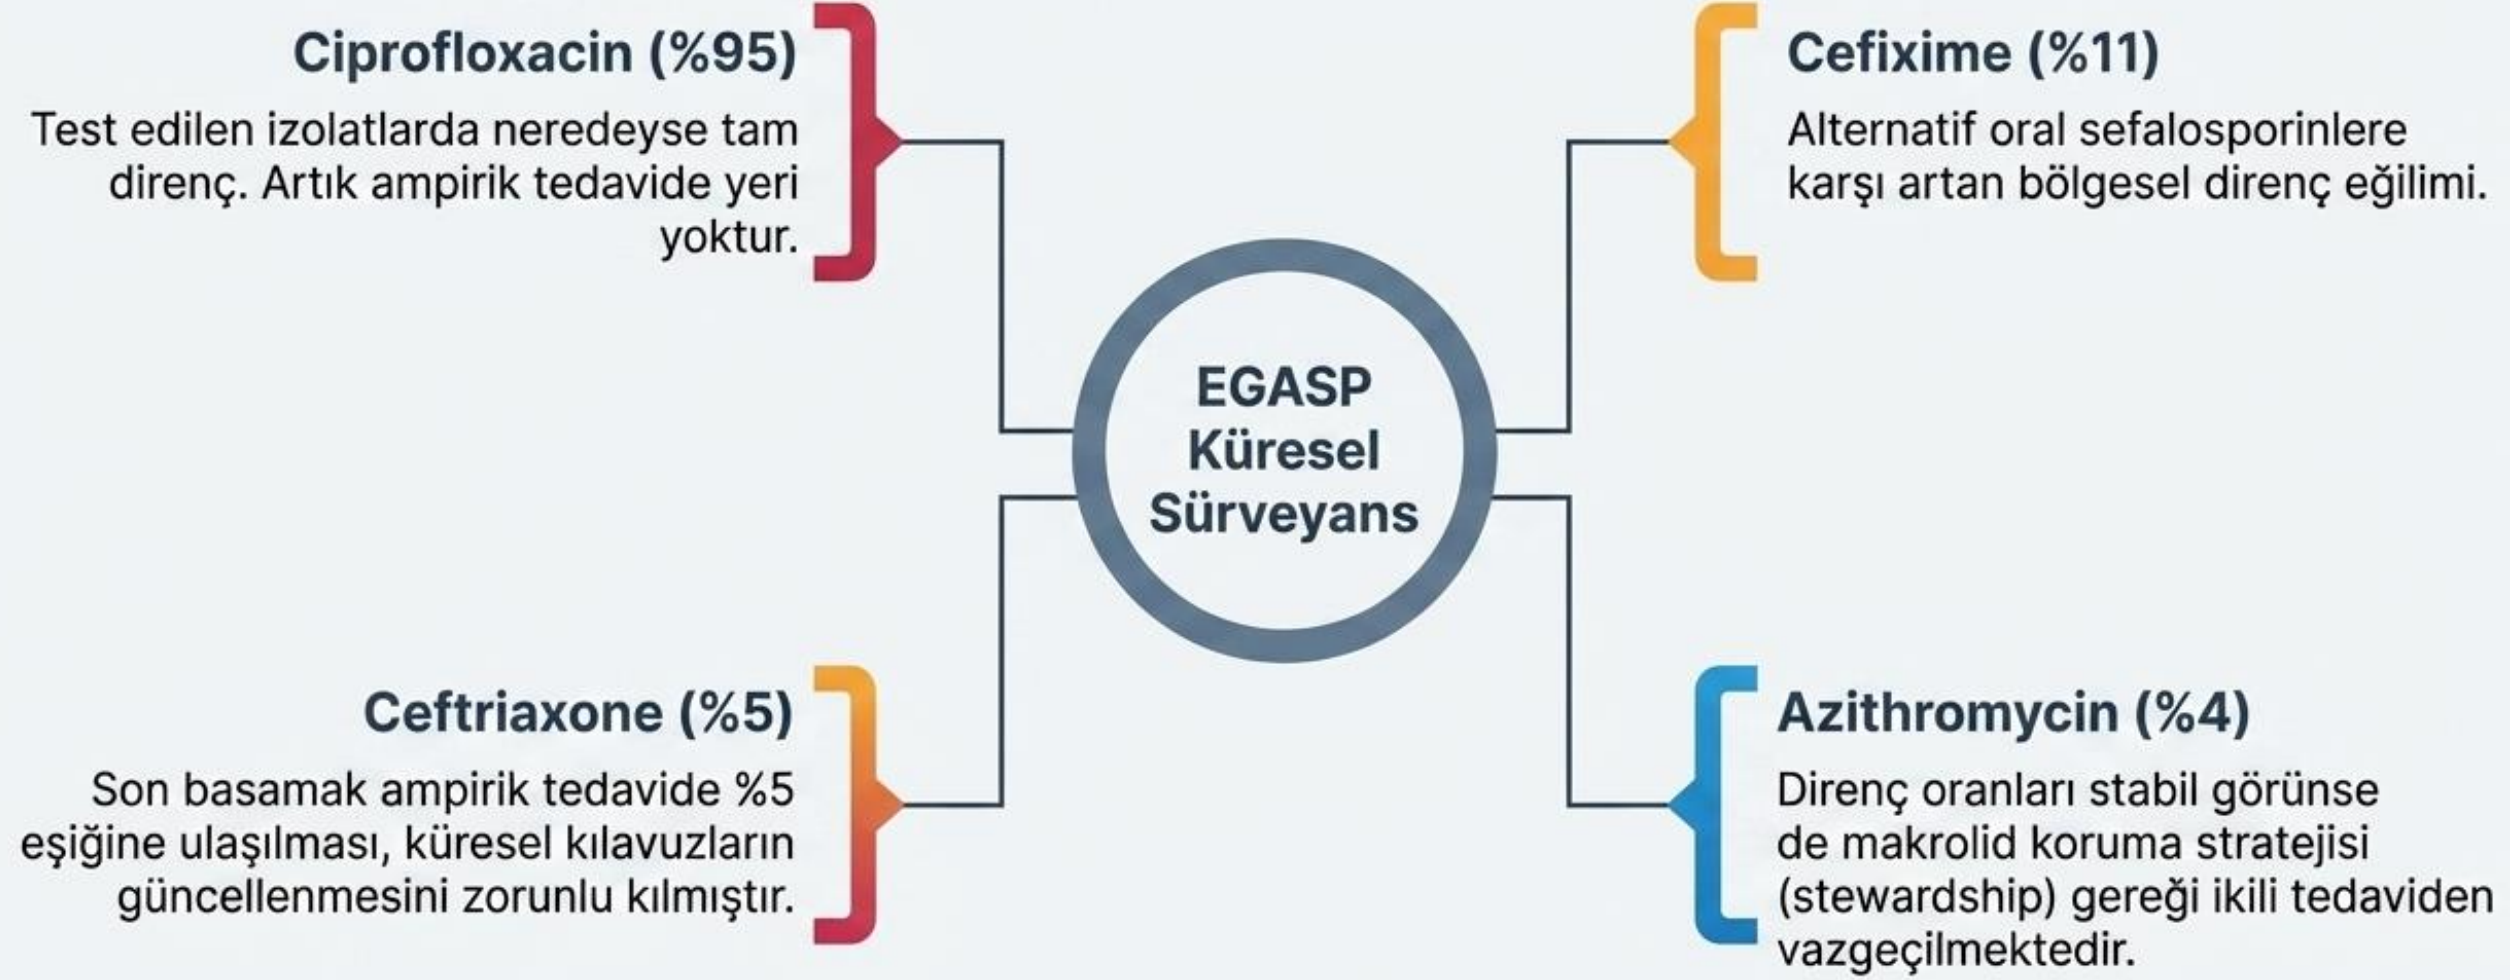 Ciprofloxacin (%95)
Test edilen izolatlarda neredeyse tam
direnç. Artık ampirik tedavide yeri
yoktur.
Cefixime (%11)
Alternatif oral sefalosporinlere
karşı artan bölgesel direnç eğilimi.
EGASP
Küresel
Sürveyans
Ceftriaxone (%5)
Son basamak ampirik tedavide %5
eşiğine ulaşılması, küresel kılavuzların
güncellenmesini zorunlu kılmıştır.
Azithromycin (%4)
Direnç oranları stabil görünse
de makrolid koruma stratejisi
(stewardship) gereği ikili tedaviden
vazgeçilmektedir.